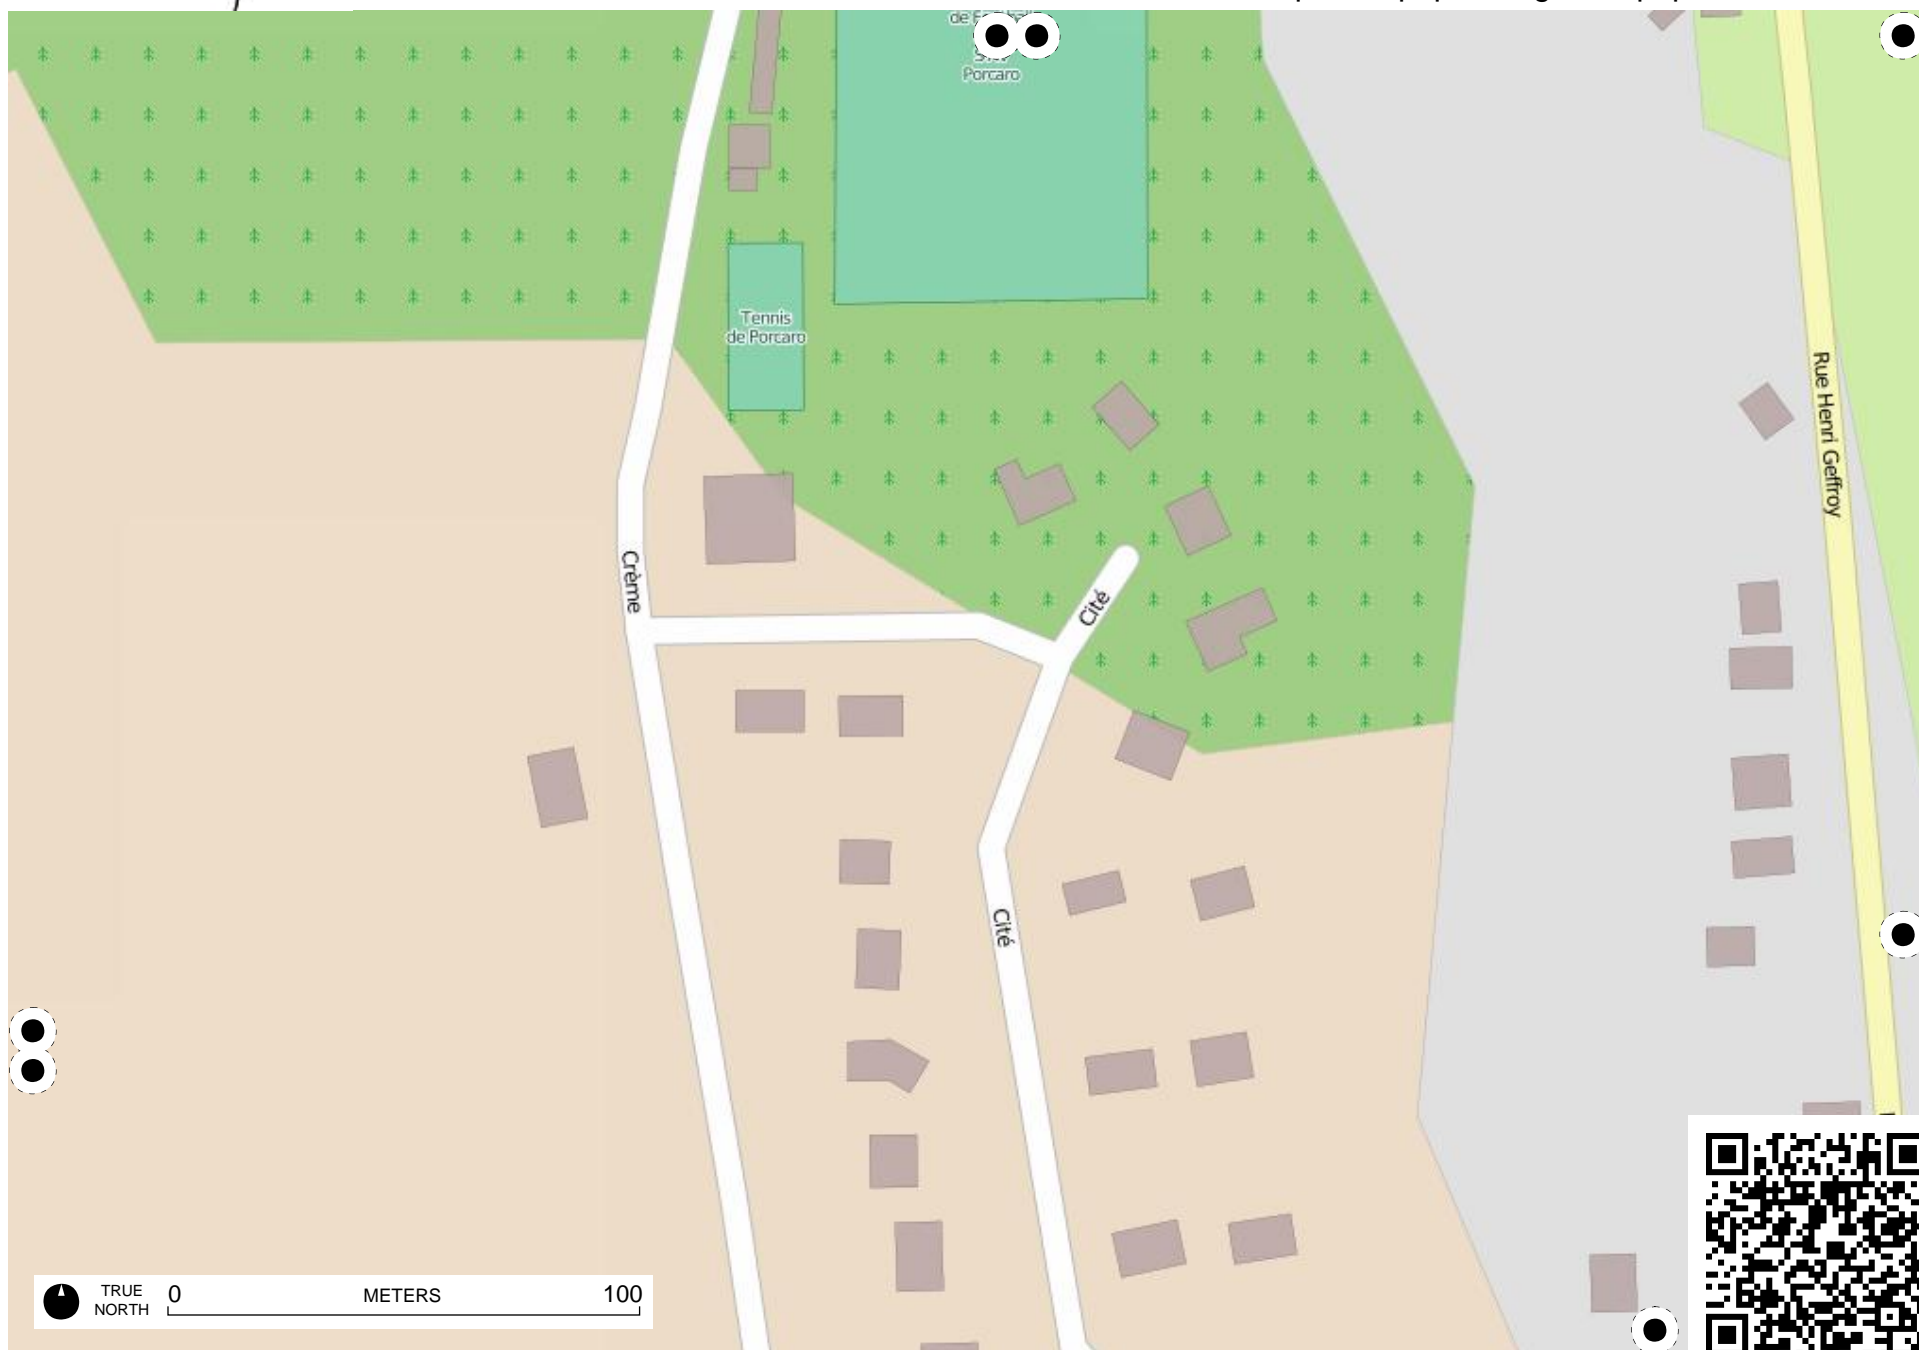 Porcaro
Tennis
de Porcaro
Rue Henri Geffroy
Crème
Cité
Cité
TRUE
NORTH
0
METERS
100